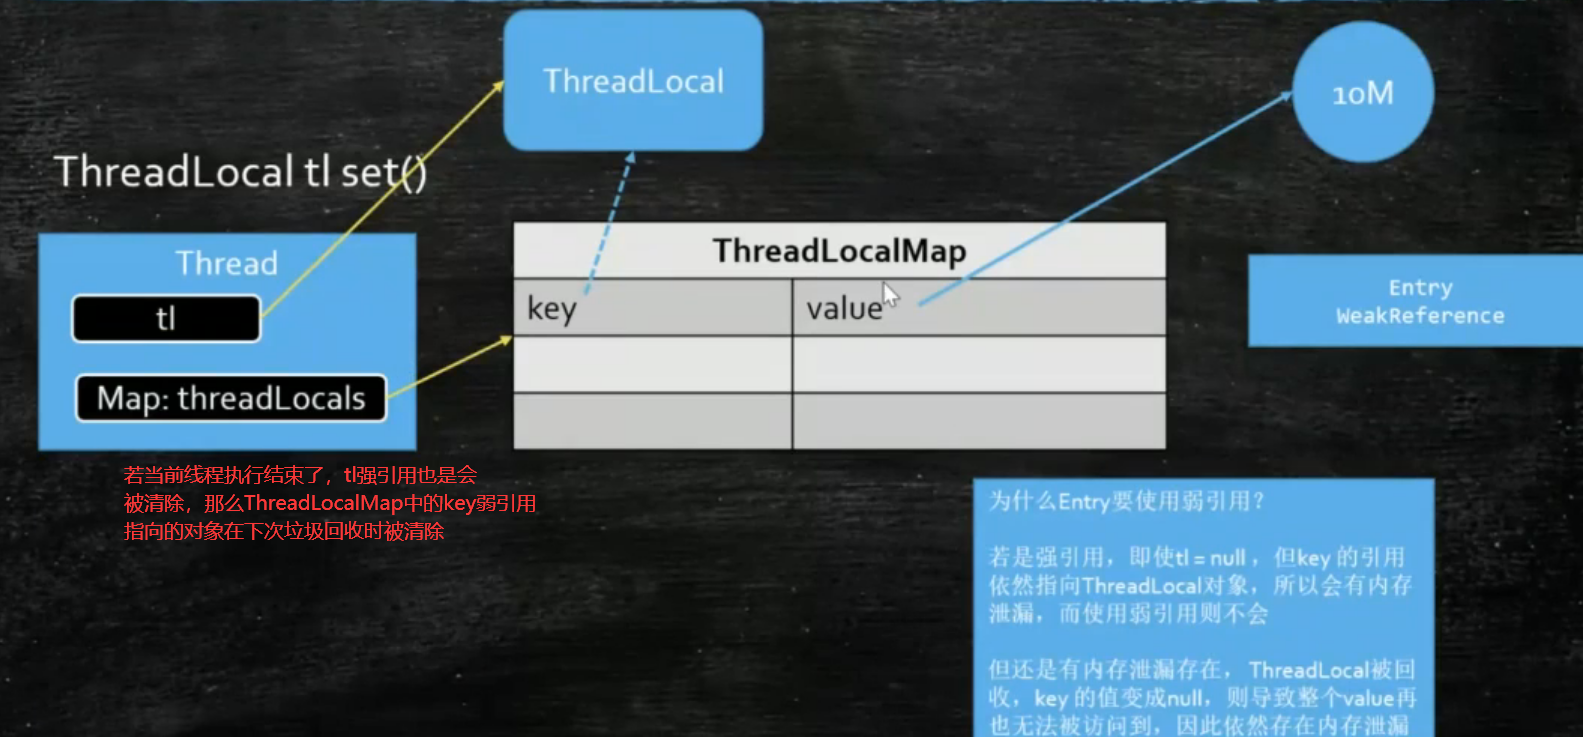 ThreadLocal
10M
ThreadLocal tl set()
Thread
tl
Map: threadLocals
ThreadLocalMap
key
value
Entry
WeakReference
若当前线程执行结束了，tl强引用也是会
被清除，那么ThreadLocalMap中的key弱引用
指向的对象在下次垃圾回收时被清除
为什么Entry要使用弱引用？
若是强引用，即使tl = null ，但key 的引用
依然指向ThreadLocal对象，所以会有内存
泄漏，而使用弱引用则不会
但还是有内存泄漏存在， ThreadLocal被回
收，key 的值变成null，则导致整个value再
也无法被访问到，因此依然存在内存泄漏